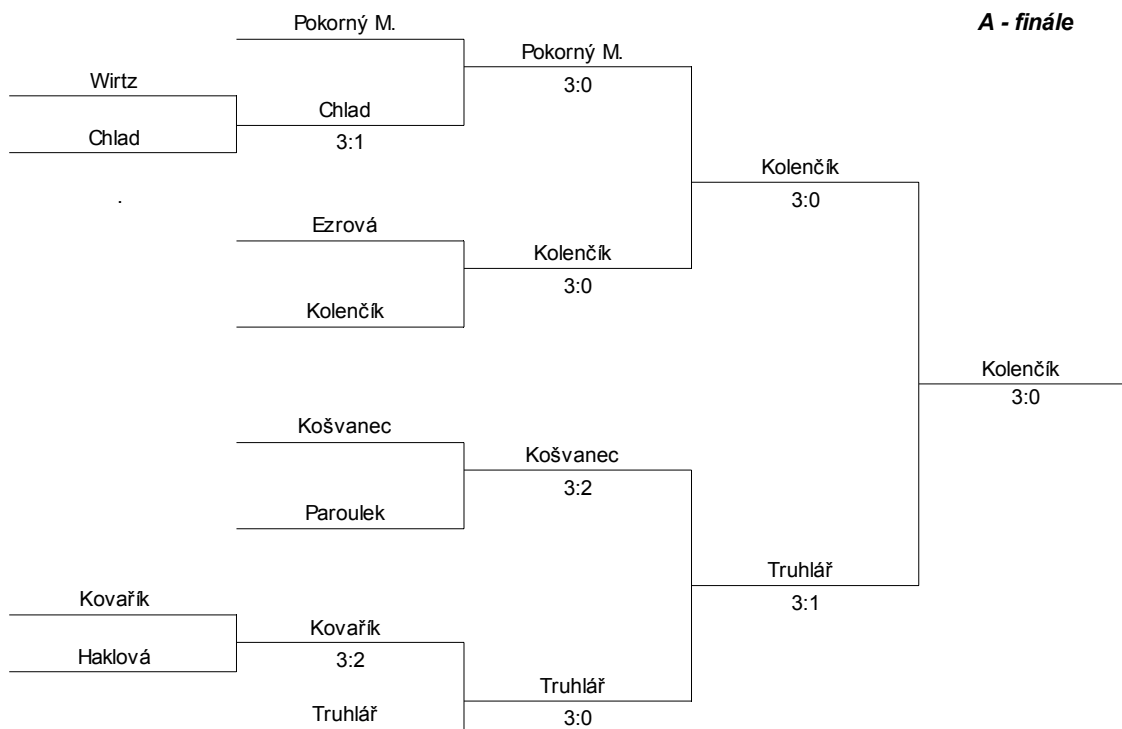 A - finále
Pokorný M.
Pokorný M.
3:0
Wirtz
Chlad
3:1
Chlad
.
Kolenčík
3:0
Ezrová
Kolenčík
3:0
Kolenčík
Kolenčík
3:0
Košvanec
Košvanec
3:2
Paroulek
Truhlář
3:1
Kovařík
Kovařík
3:2
Haklová
Truhlář
3:0
Truhlář